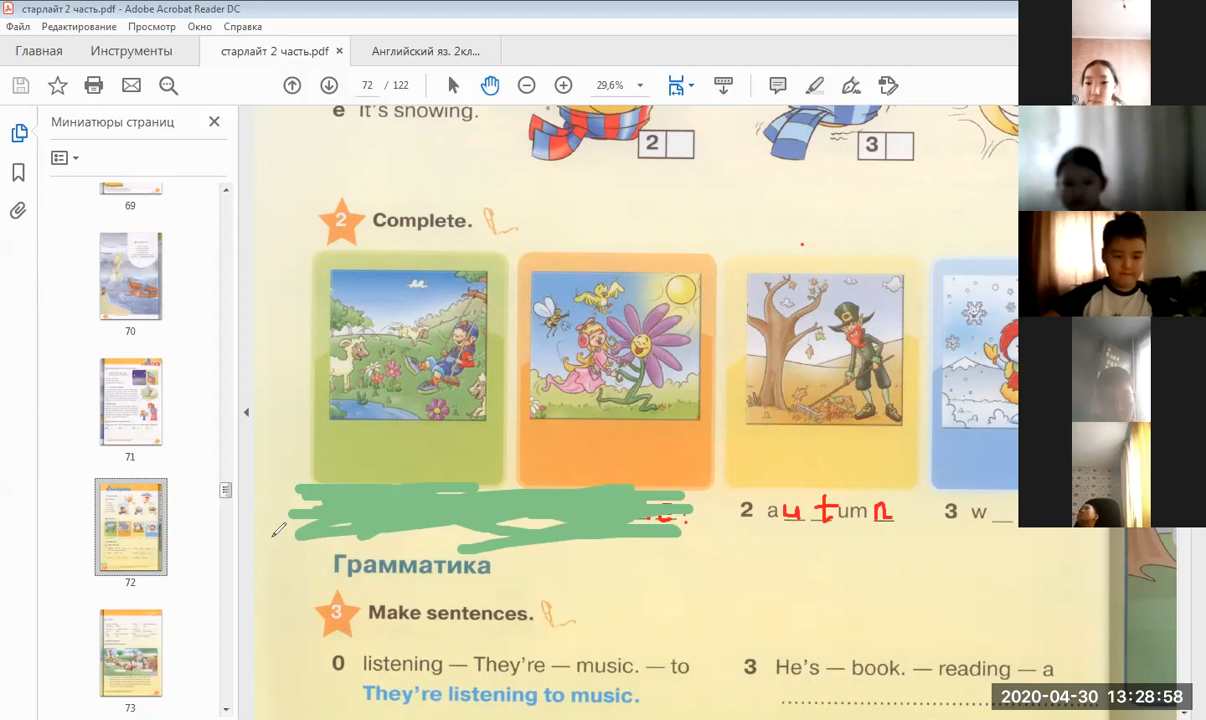 старлайт 2 часть.pdf - Adobe Acrobat Reader DC
Файл Редактирование Просмотр Окно Справка
Главная Инструменты старлайт 2 часть.pdf × Английский яз. 2кл...
72 / 122 29,6%
Миниатюры страниц
69
70
71
72
73
e It's snowing.
2
3
2 Complete.
2 autumn 3 w_
Грамматика
3 Make sentences.
0 listening — They're — music. — to
They're listening to music.
3 He's — book. — reading — a
2020-04-30 13:28:58